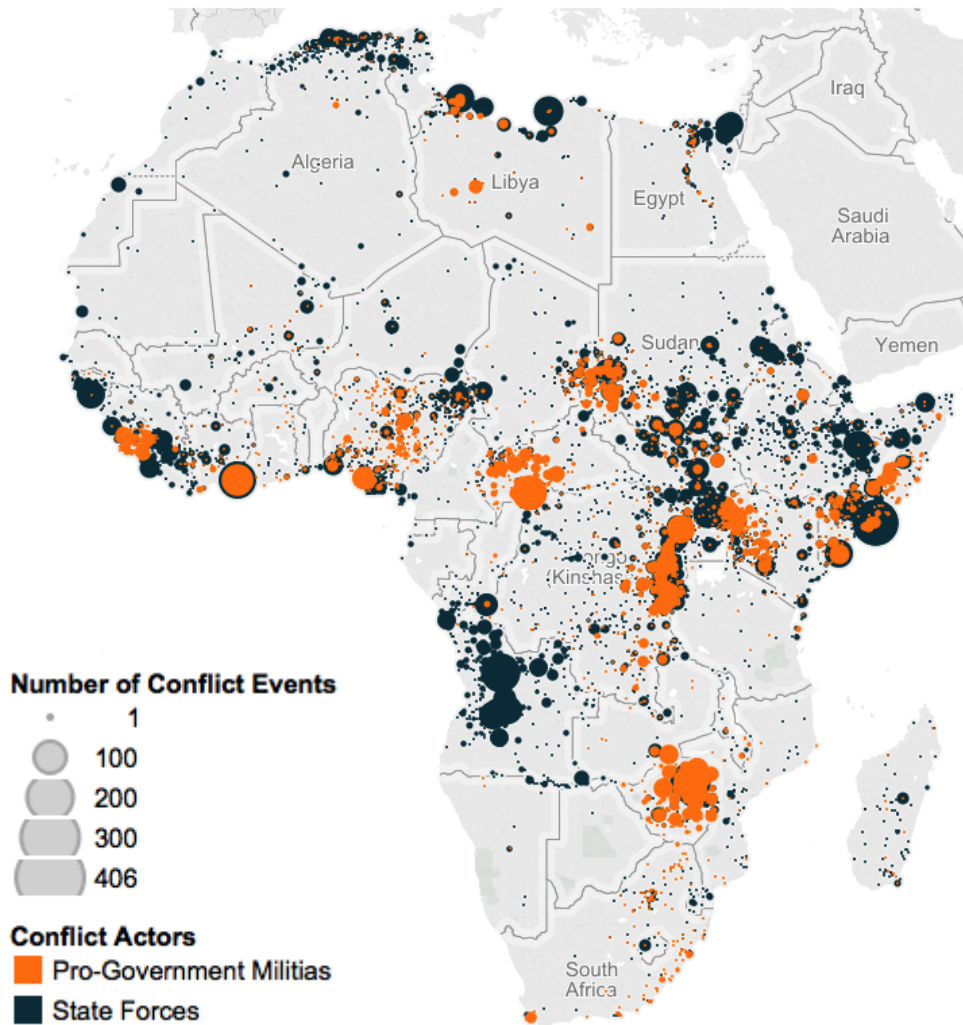 Iraq
Algeria
Libya
Egypt
Saudi
Arabia
Sudan
Yemen
(Kinshas
Number of Conflict Events
1
100
200
300
406
Conflict Actors
Pro-Government Militias
State Forces
South
Africa